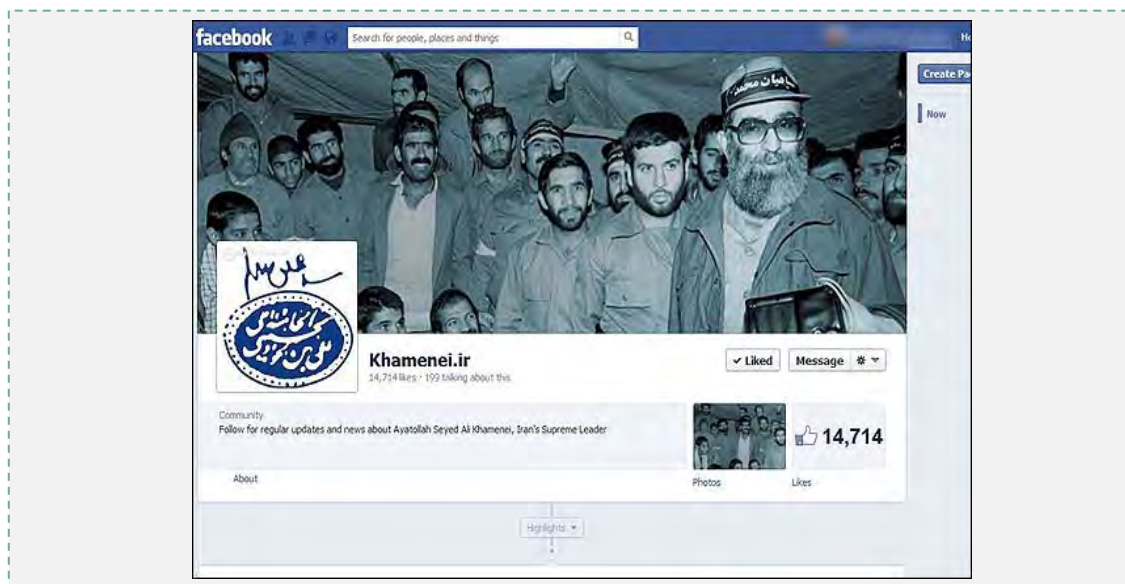 facebook
Search for people, places and things
Create Pa
Now
Khamenei.ir
14,714 likes · 199 talking about this
✓ Liked
Message
Community
Follow for regular updates and news about Ayatollah Seyed Ali Khamenei, Iran's Supreme Leader
14,714
About
Photos
Likes
Highlights